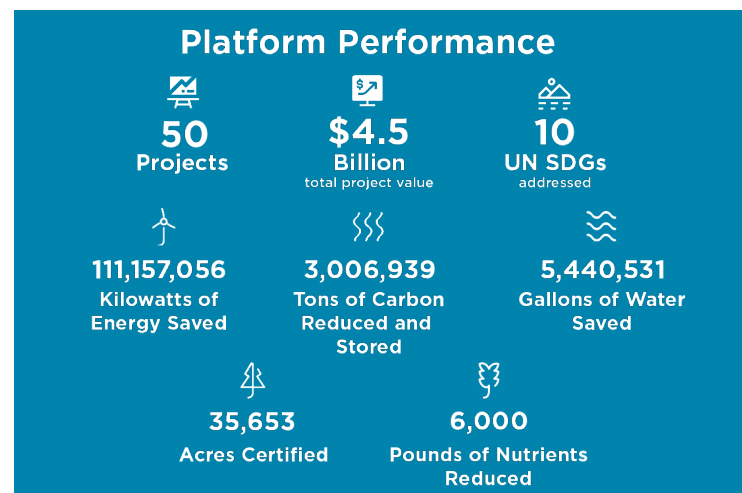 Platform Performance
50
Projects
$4.5
Billion
total project value
10
UN SDGs
addressed
111,157,056
Kilowatts of
Energy Saved
3,006,939
Tons of Carbon
Reduced and
Stored
5,440,531
Gallons of Water
Saved
35,653
Acres Certified
6,000
Pounds of Nutrients
Reduced